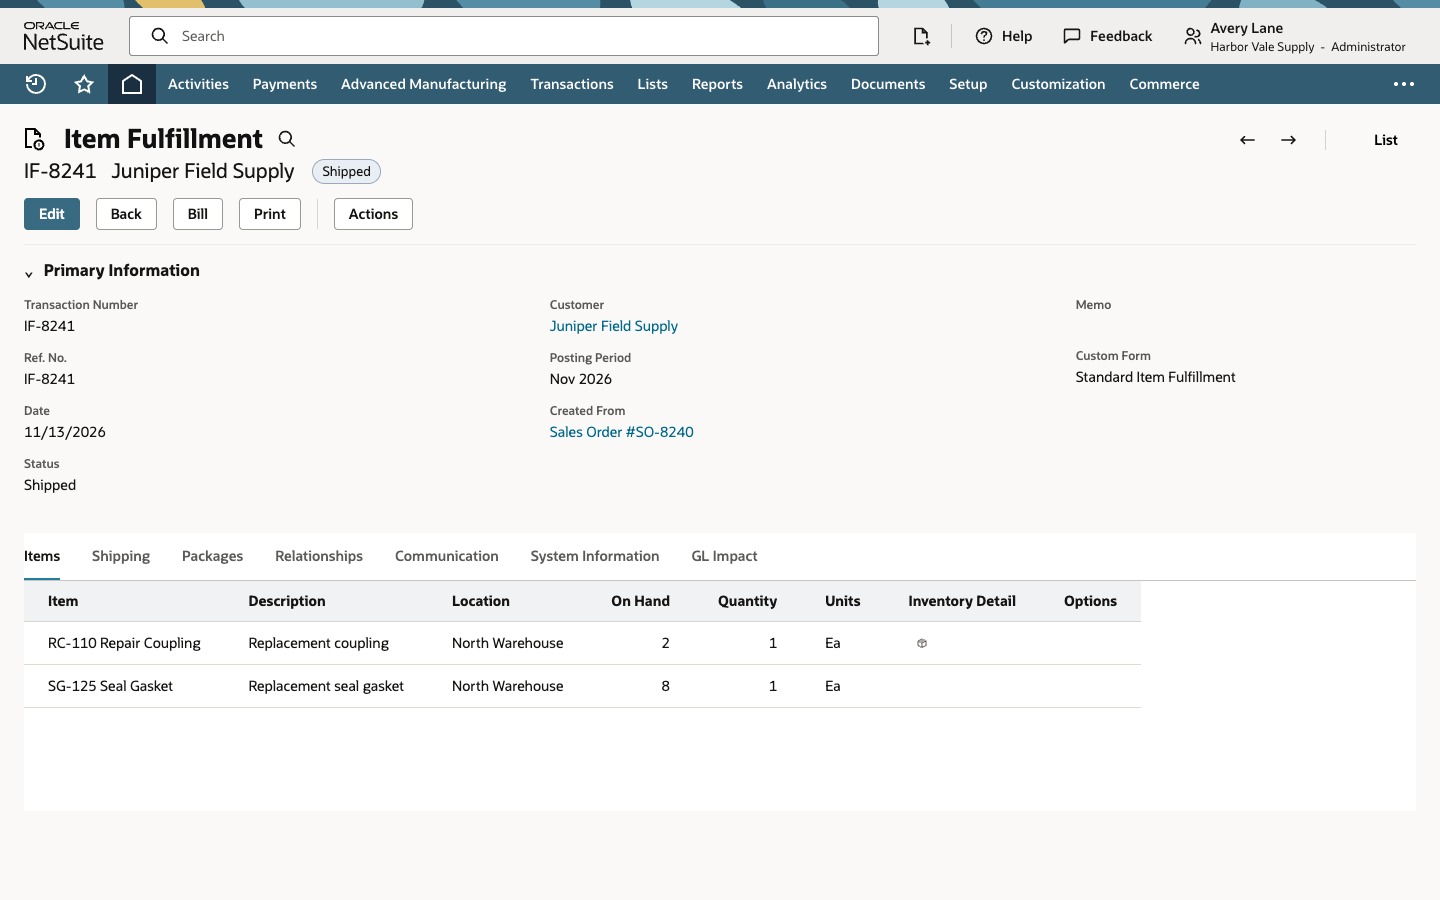 ORACLE
NetSuite
Search
Help
Feedback
Avery Lane
Harbor Vale Supply - Administrator
Activities
Payments
Advanced Manufacturing
Transactions
Lists
Reports
Analytics
Documents
Setup
Customization
Commerce
Item Fulfillment
List
IF-8241 Juniper Field Supply Shipped
Edit
Back
Bill
Print
Actions
Primary Information
Transaction Number
IF-8241
Ref. No.
IF-8241
Date
11/13/2026
Status
Shipped
Customer
Juniper Field Supply
Posting Period
Nov 2026
Created From
Sales Order #SO-8240
Memo
Custom Form
Standard Item Fulfillment
Items Shipping Packages Relationships Communication System Information GL Impact
Item Description Location On Hand Quantity Units Inventory Detail Options
RC-110 Repair Coupling Replacement coupling North Warehouse 2 1 Ea
SG-125 Seal Gasket Replacement seal gasket North Warehouse 8 1 Ea